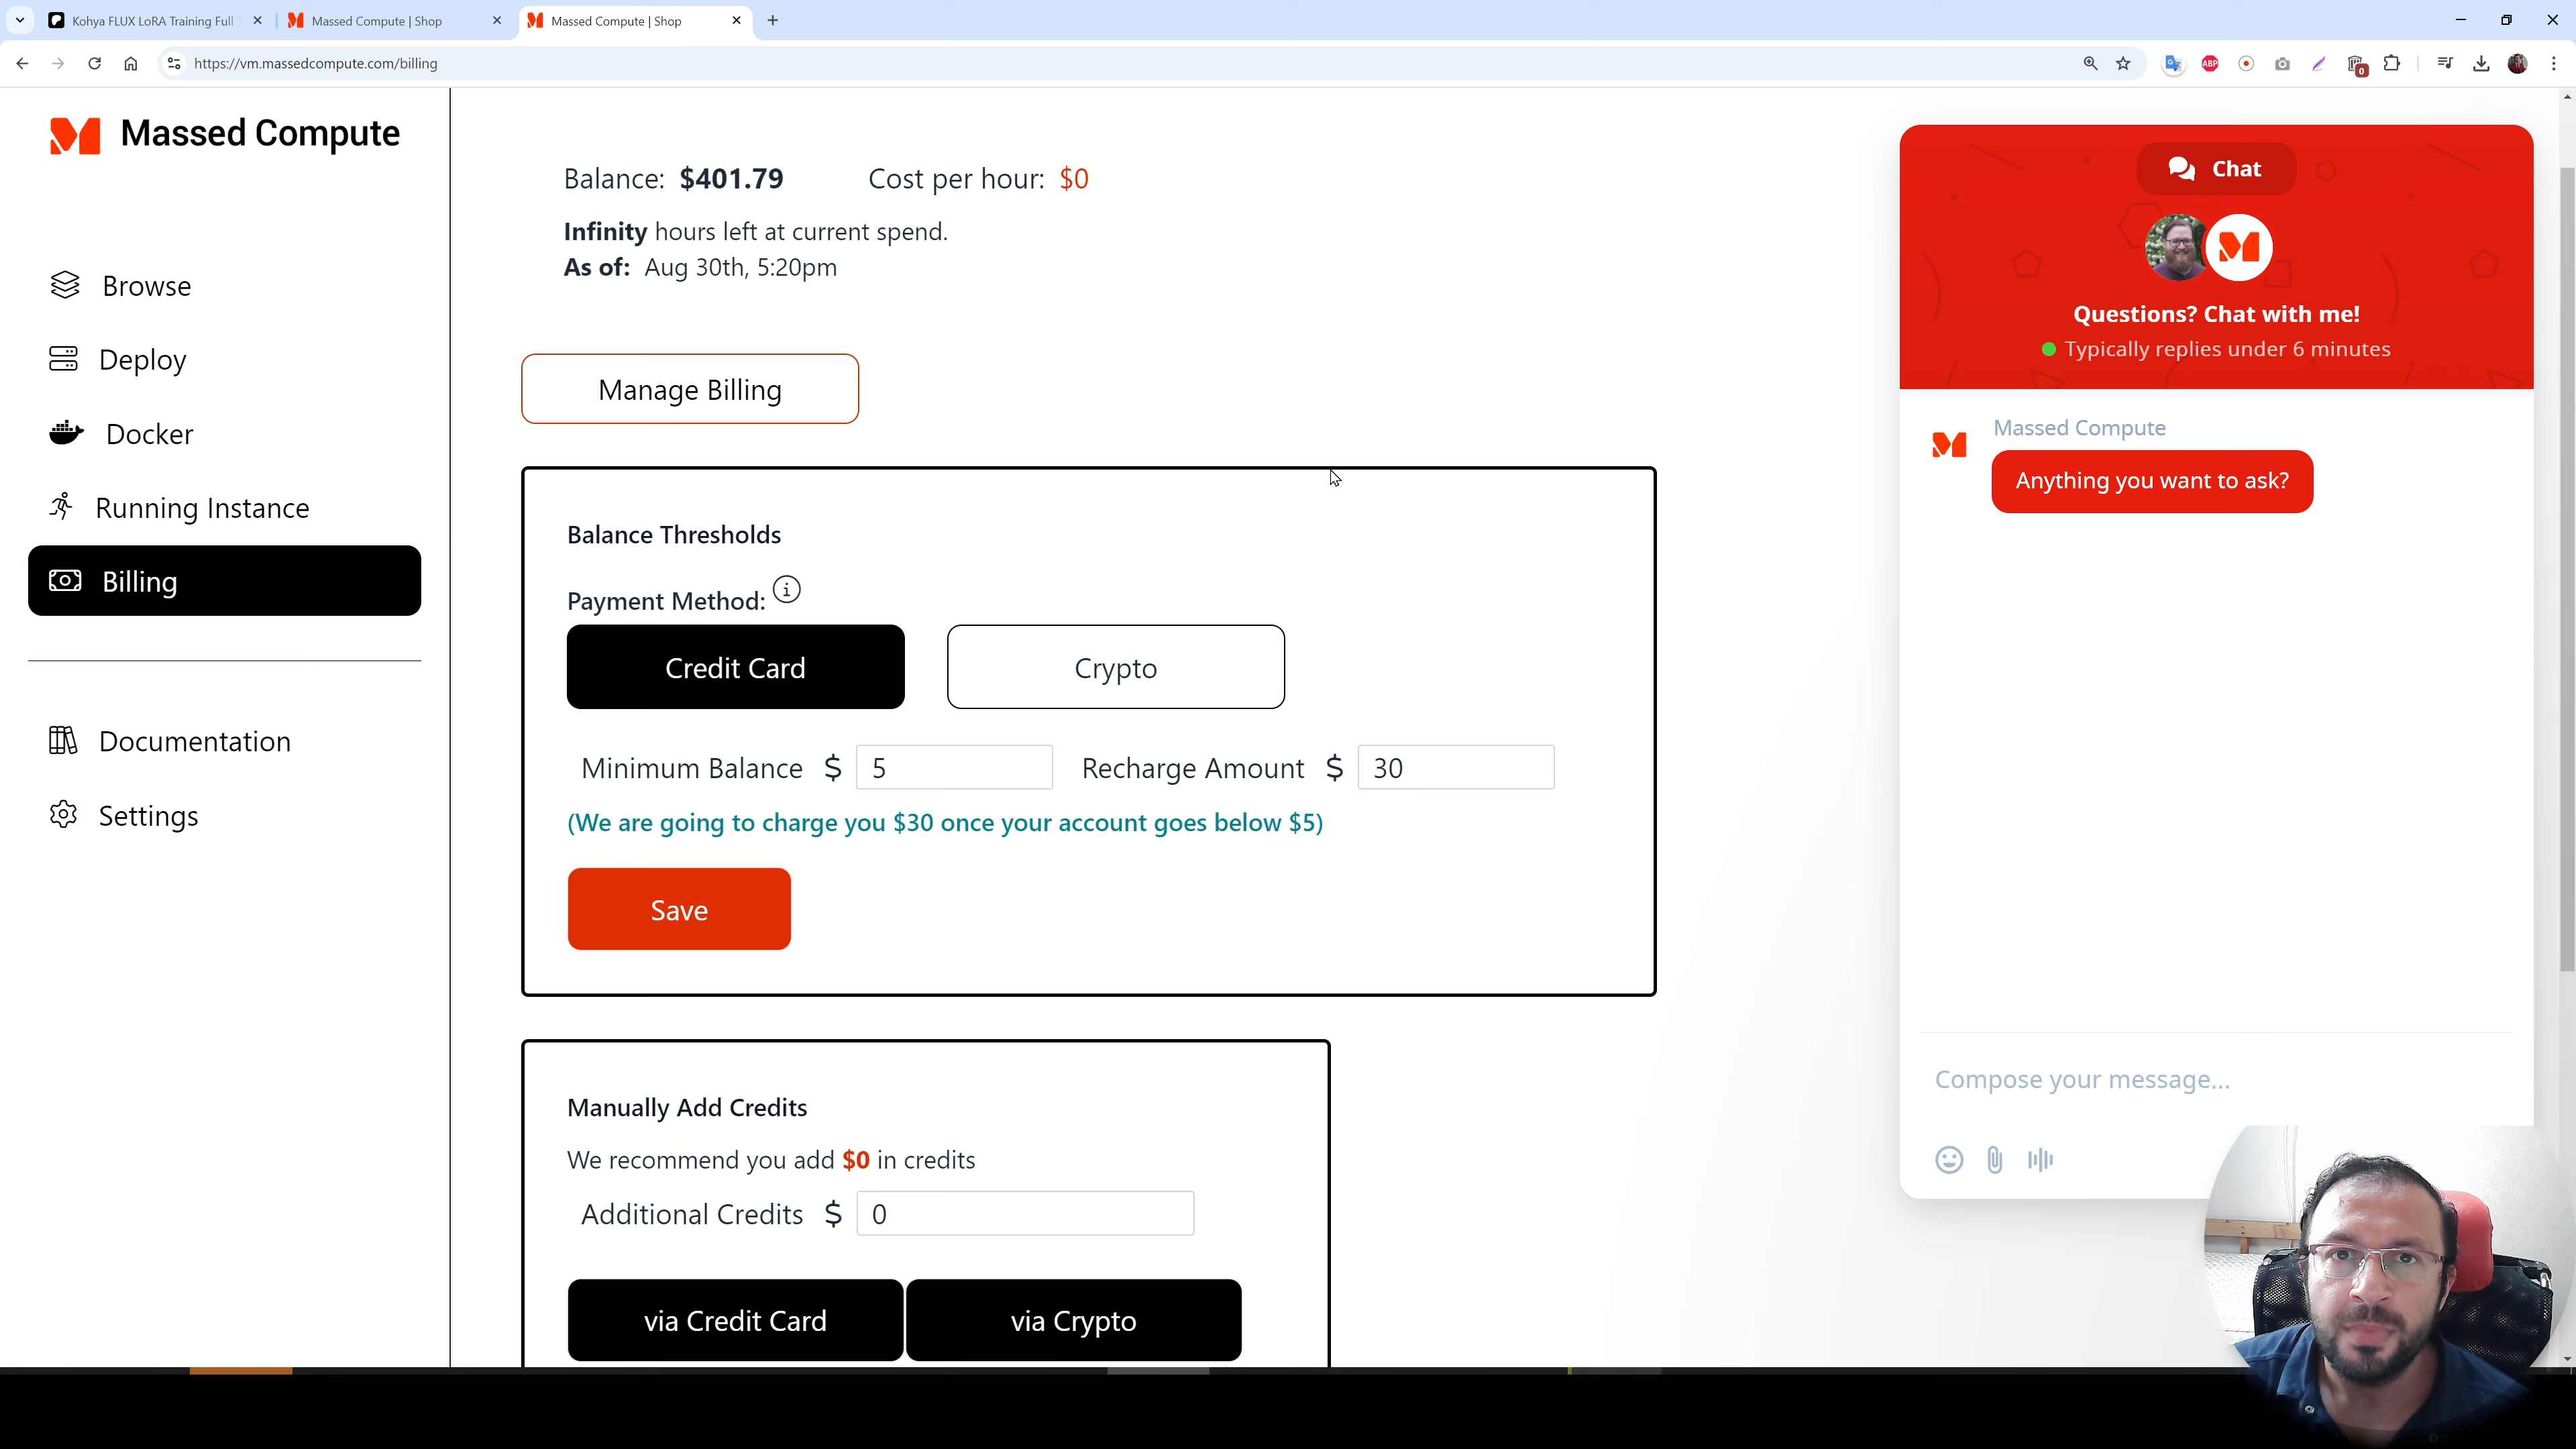 Kohya FLUX LoRA Training Full
Massed Compute | Shop
Massed Compute | Shop
https://vm.massedcompute.com/billing
ABP
0
Massed Compute
Browse
Deploy
Docker
Running Instance
Billing
Documentation
Settings
Balance: $401.79 Cost per hour: $0
Infinity hours left at current spend.
As of: Aug 30th, 5:20pm
Manage Billing
Balance Thresholds
Payment Method:
Credit Card
Crypto
Minimum Balance $ 5 Recharge Amount $ 30
(We are going to charge you $30 once your account goes below $5)
Save
Manually Add Credits
We recommend you add $0 in credits
Additional Credits $ 0
via Credit Card
via Crypto
Chat
Questions? Chat with me!
Typically replies under 6 minutes
Massed Compute
Anything you want to ask?
Compose your message...